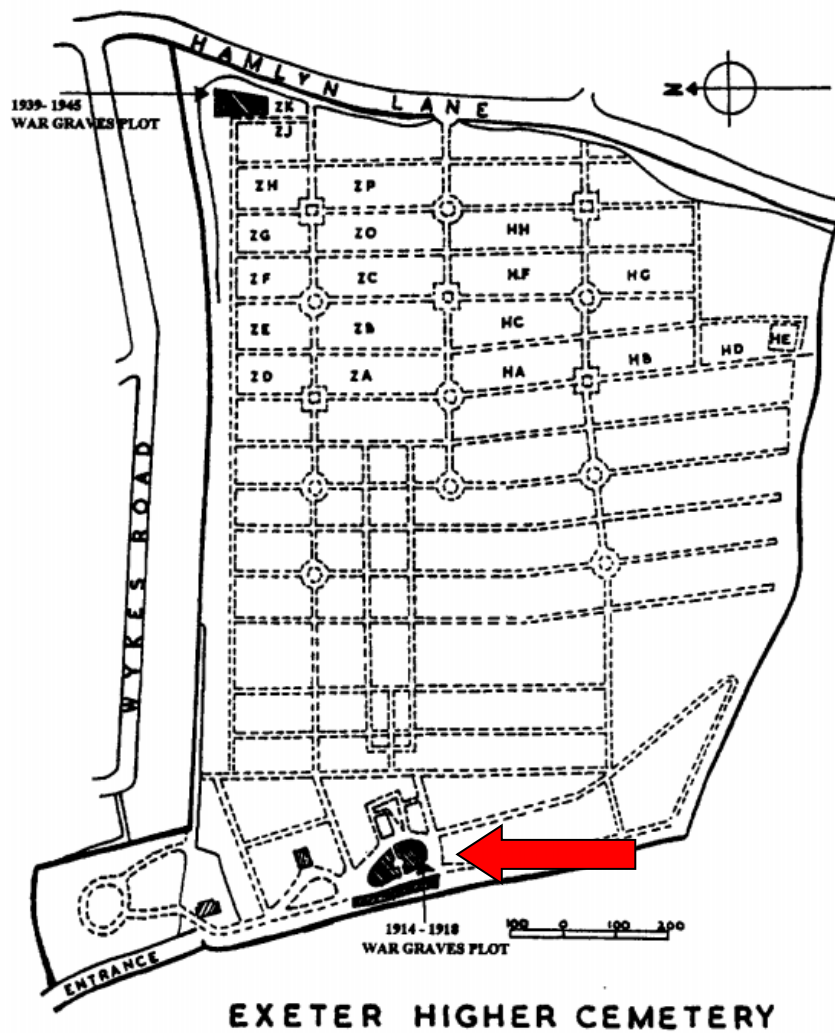 HAMLYN LANE
N
1939-1945
WAR GRAVES PLOT
ZK
ZJ
ZH ZP
ZG ZO HH
ZF ZC HF HG
ZE ZB HC
HE
ZD ZA HA HB HD
WYKES ROAD
1914-1918
WAR GRAVES PLOT
100 0 100 200
ENTRANCE
EXETER HIGHER CEMETERY